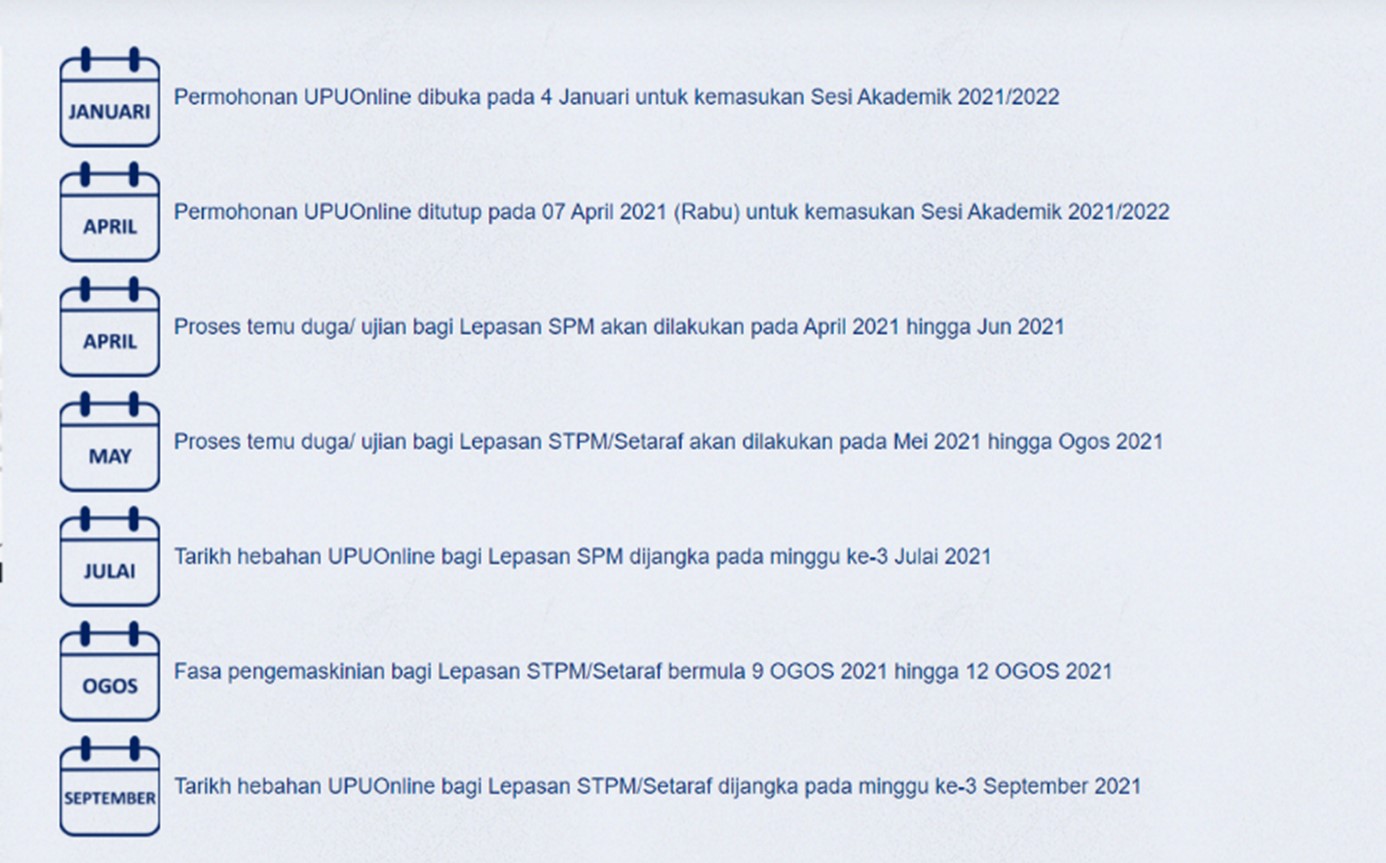 JANUARI
Permohonan UPUOnline dibuka pada 4 Januari untuk kemasukan Sesi Akademik 2021/2022
APRIL
Permohonan UPUOnline ditutup pada 07 April 2021 (Rabu) untuk kemasukan Sesi Akademik 2021/2022
APRIL
Proses temu duga/ ujian bagi Lepasan SPM akan dilakukan pada April 2021 hingga Jun 2021
MAY
Proses temu duga/ ujian bagi Lepasan STPM/Setaraf akan dilakukan pada Mei 2021 hingga Ogos 2021
JULAI
Tarikh hebahan UPUOnline bagi Lepasan SPM dijangka pada minggu ke-3 Julai 2021
OGOS
Fasa pengemaskinian bagi Lepasan STPM/Setaraf bermula 9 OGOS 2021 hingga 12 OGOS 2021
SEPTEMBER
Tarikh hebahan UPUOnline bagi Lepasan STPM/Setaraf dijangka pada minggu ke-3 September 2021